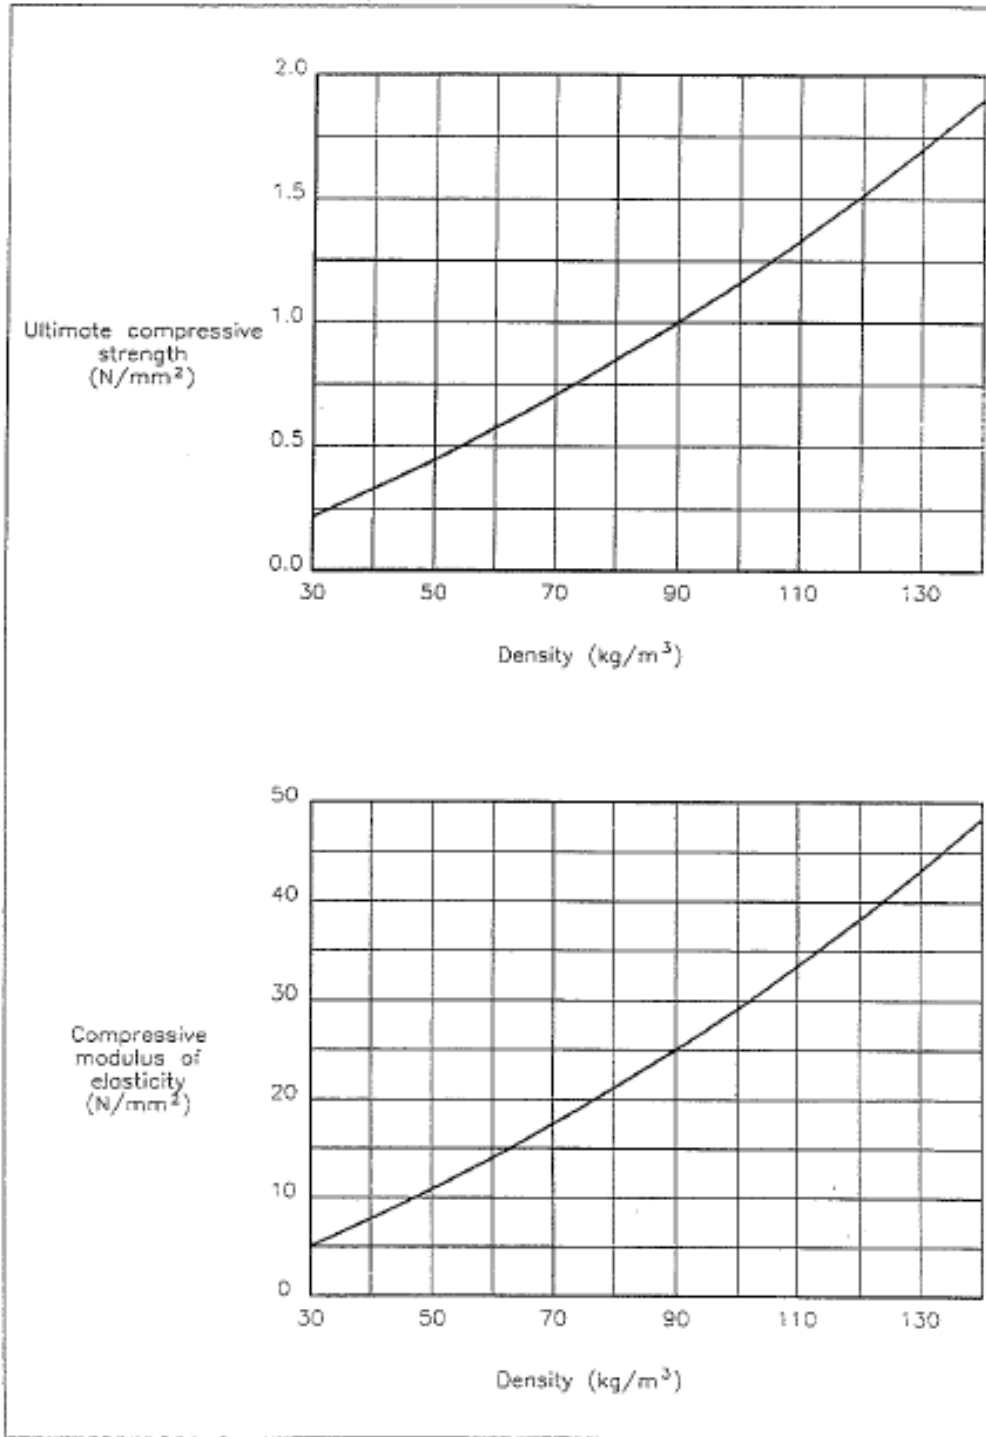 2.0
1.5
1.0
0.5
0.0
Ultimate compressive
strength
(N/mm²)
30 50 70 90 110 130
Density (kg/m³)
50
40
30
20
10
0
Compressive
modulus of
elasticity
(N/mm²)
30 50 70 90 110 130
Density (kg/m³)